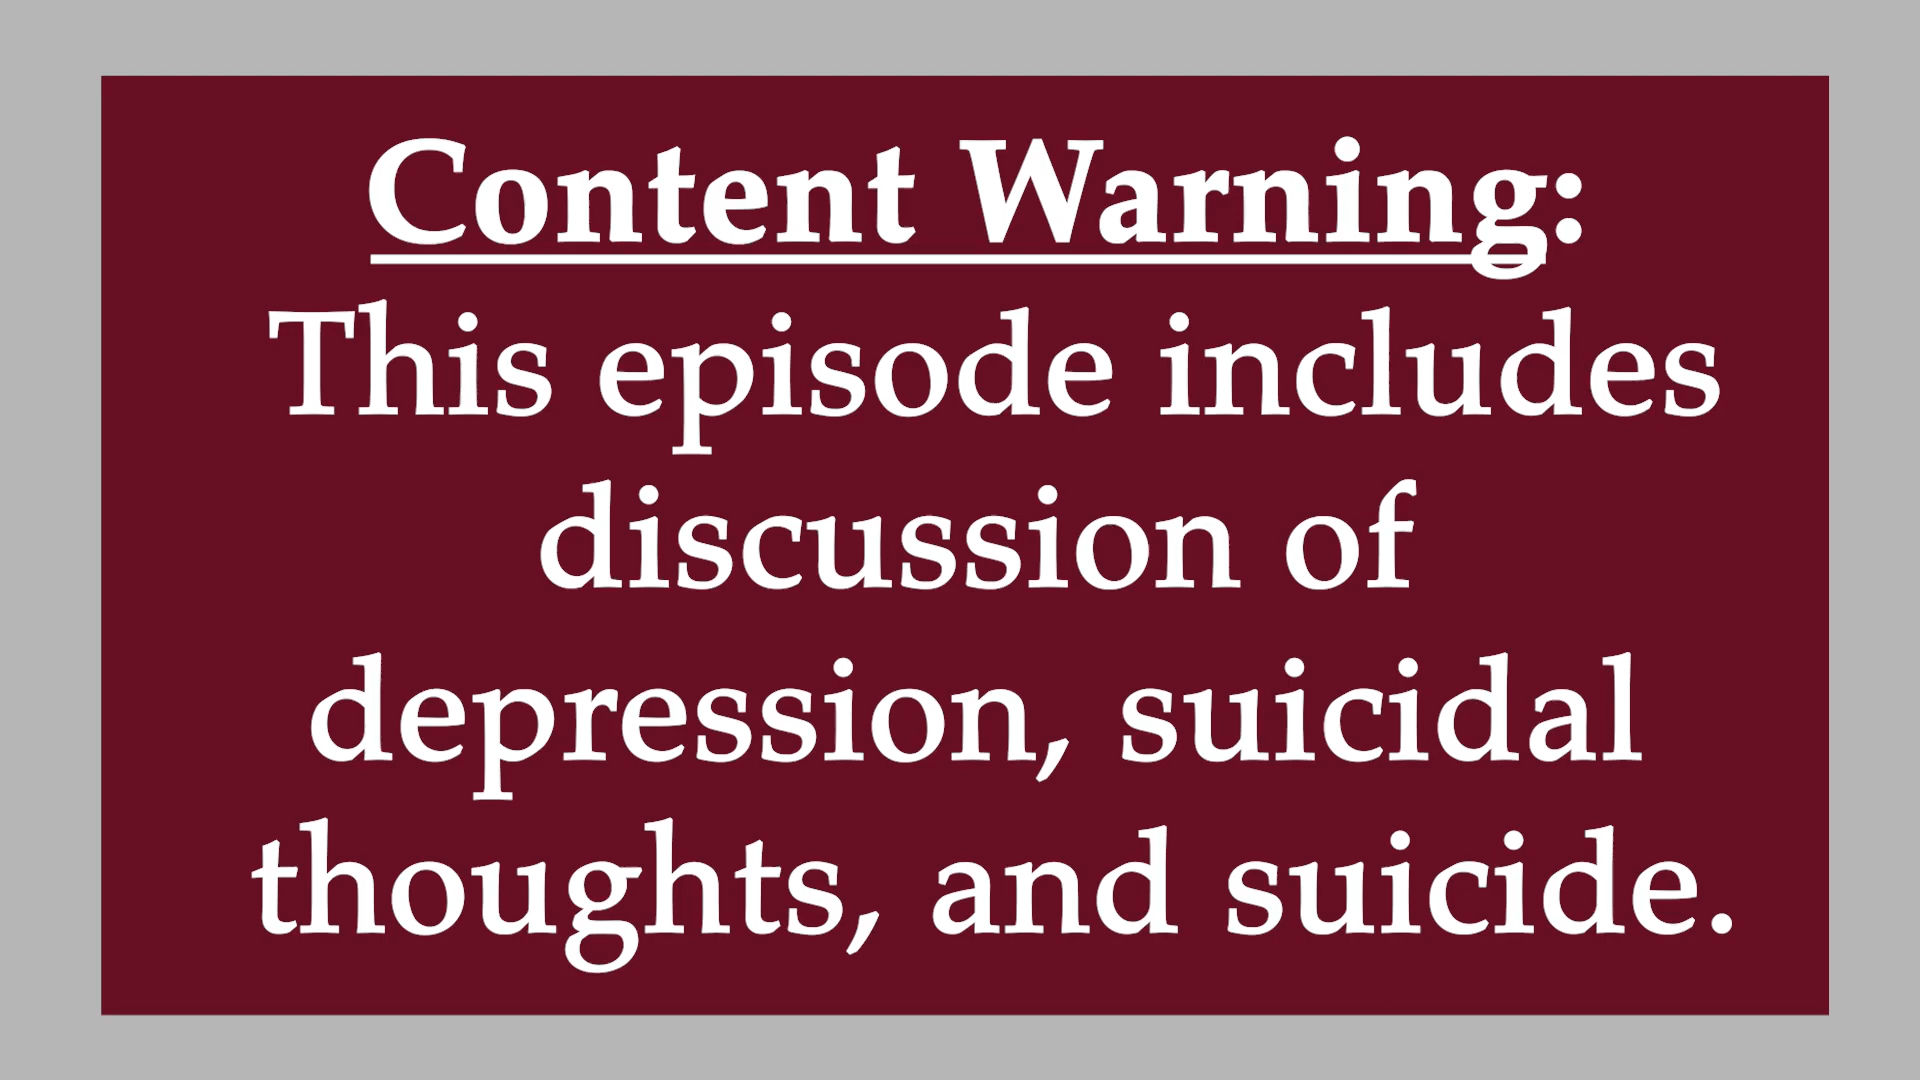 Content Warning:
This episode includes
discussion of
depression, suicidal
thoughts, and suicide.